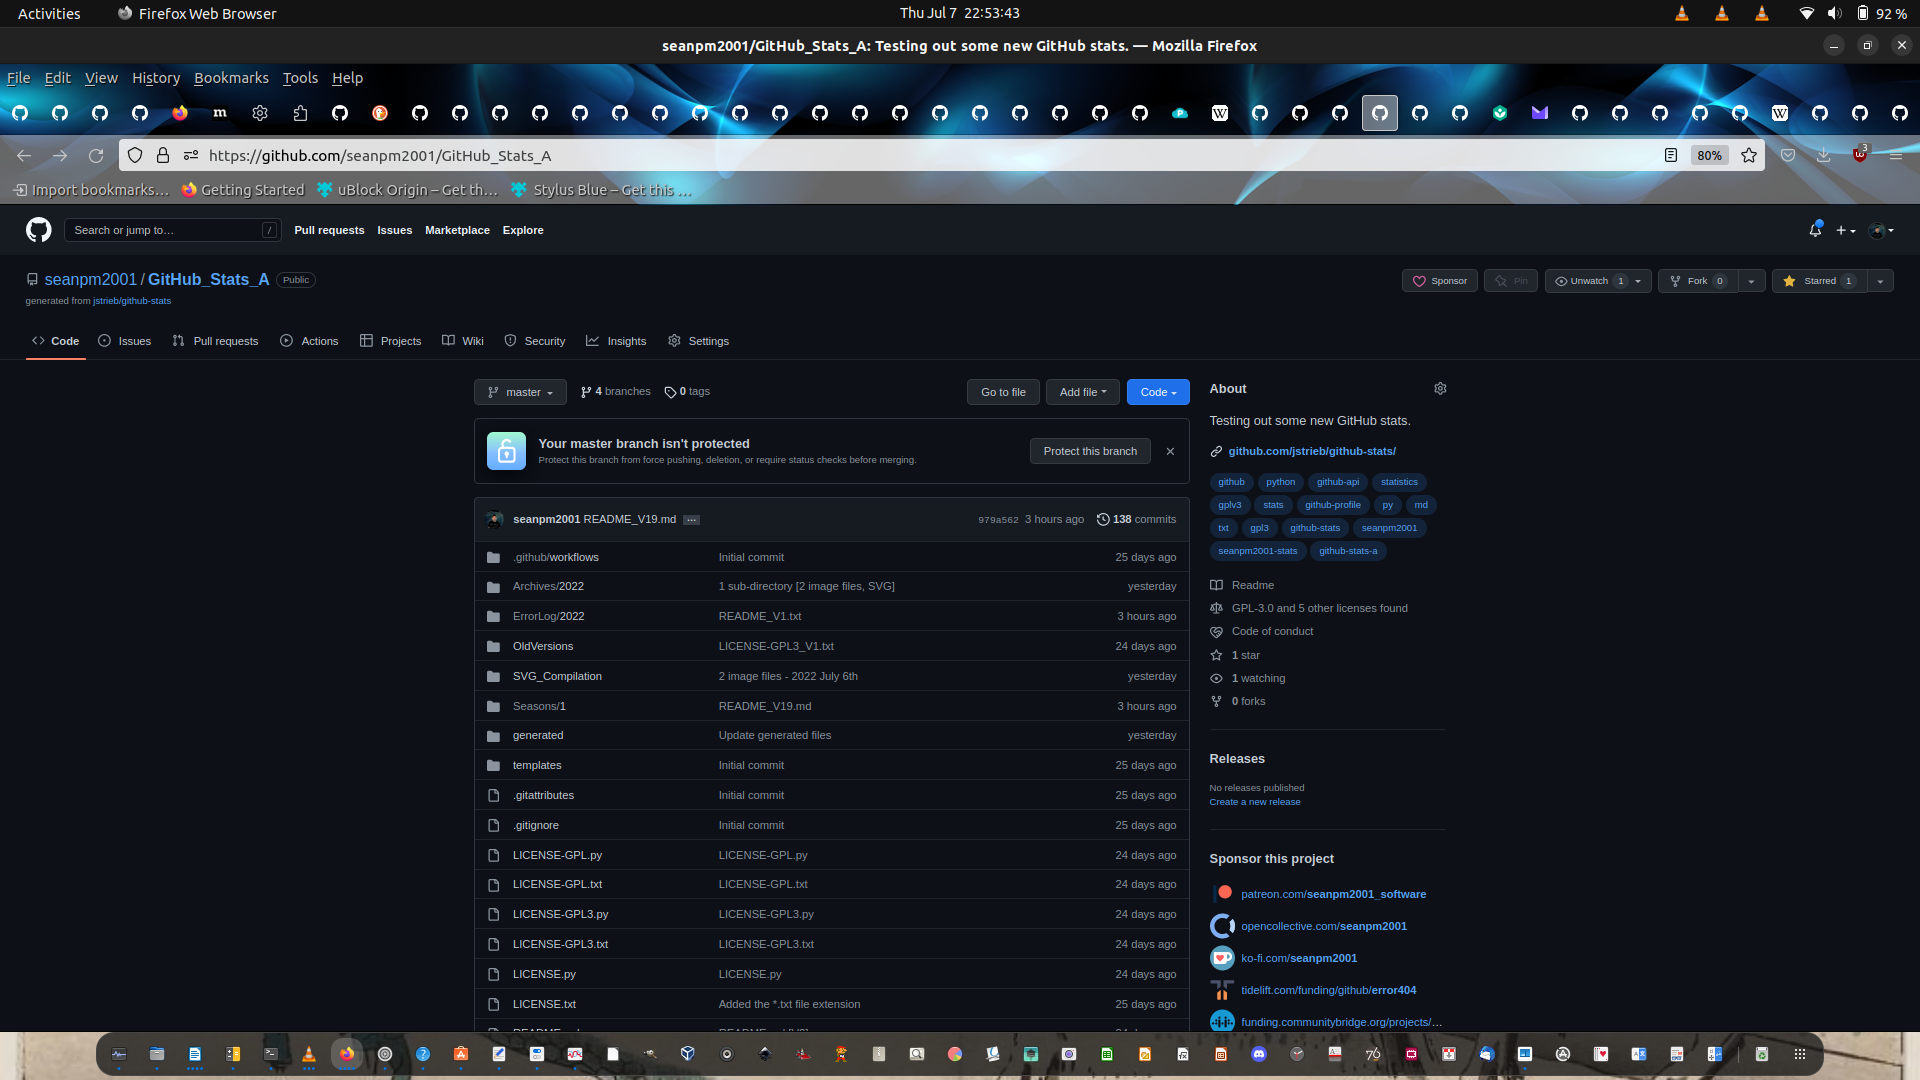 Activities Firefox Web Browser Thu Jul 7 22:53:43 92 %
seanpm2001/GitHub_Stats_A: Testing out some new GitHub stats. — Mozilla Firefox
File Edit View History Bookmarks Tools Help
https://github.com/seanpm2001/GitHub_Stats_A 80% 3
Import bookmarks… Getting Started uBlock Origin – Get th… Stylus Blue – Get this …
Search or jump to… / Pull requests Issues Marketplace Explore
seanpm2001 / GitHub_Stats_A Public Sponsor Pin Unwatch 1 Fork 0 Starred 1
generated from jstrieb/github-stats
Code Issues Pull requests Actions Projects Wiki Security Insights Settings
master 4 branches 0 tags Go to file Add file Code
Your master branch isn't protected
Protect this branch from force pushing, deletion, or require status checks before merging.
Protect this branch
seanpm2001 README_V19.md ... 979a562 3 hours ago 138 commits
.github/workflows Initial commit 25 days ago
Archives/2022 1 sub-directory [2 image files, SVG] yesterday
ErrorLog/2022 README_V1.txt 3 hours ago
OldVersions LICENSE-GPL3_V1.txt 24 days ago
SVG_Compilation 2 image files - 2022 July 6th yesterday
Seasons/1 README_V19.md 3 hours ago
generated Update generated files yesterday
templates Initial commit 25 days ago
.gitattributes Initial commit 25 days ago
.gitignore Initial commit 25 days ago
LICENSE-GPL.py LICENSE-GPL.py 24 days ago
LICENSE-GPL.txt LICENSE-GPL.txt 24 days ago
LICENSE-GPL3.py LICENSE-GPL3.py 24 days ago
LICENSE-GPL3.txt LICENSE-GPL3.txt 24 days ago
LICENSE.py LICENSE.py 24 days ago
LICENSE.txt Added the *.txt file extension 25 days ago
About
Testing out some new GitHub stats.
github.com/jstrieb/github-stats/
github python github-api statistics
gplv3 stats github-profile py md
txt gpl3 github-stats seanpm2001
seanpm2001-stats github-stats-a
Readme
GPL-3.0 and 5 other licenses found
Code of conduct
1 star
1 watching
0 forks
Releases
No releases published
Create a new release
Sponsor this project
patreon.com/seanpm2001_software
opencollective.com/seanpm2001
ko-fi.com/seanpm2001
tidelift.com/funding/github/error404
funding.communitybridge.org/projects/…